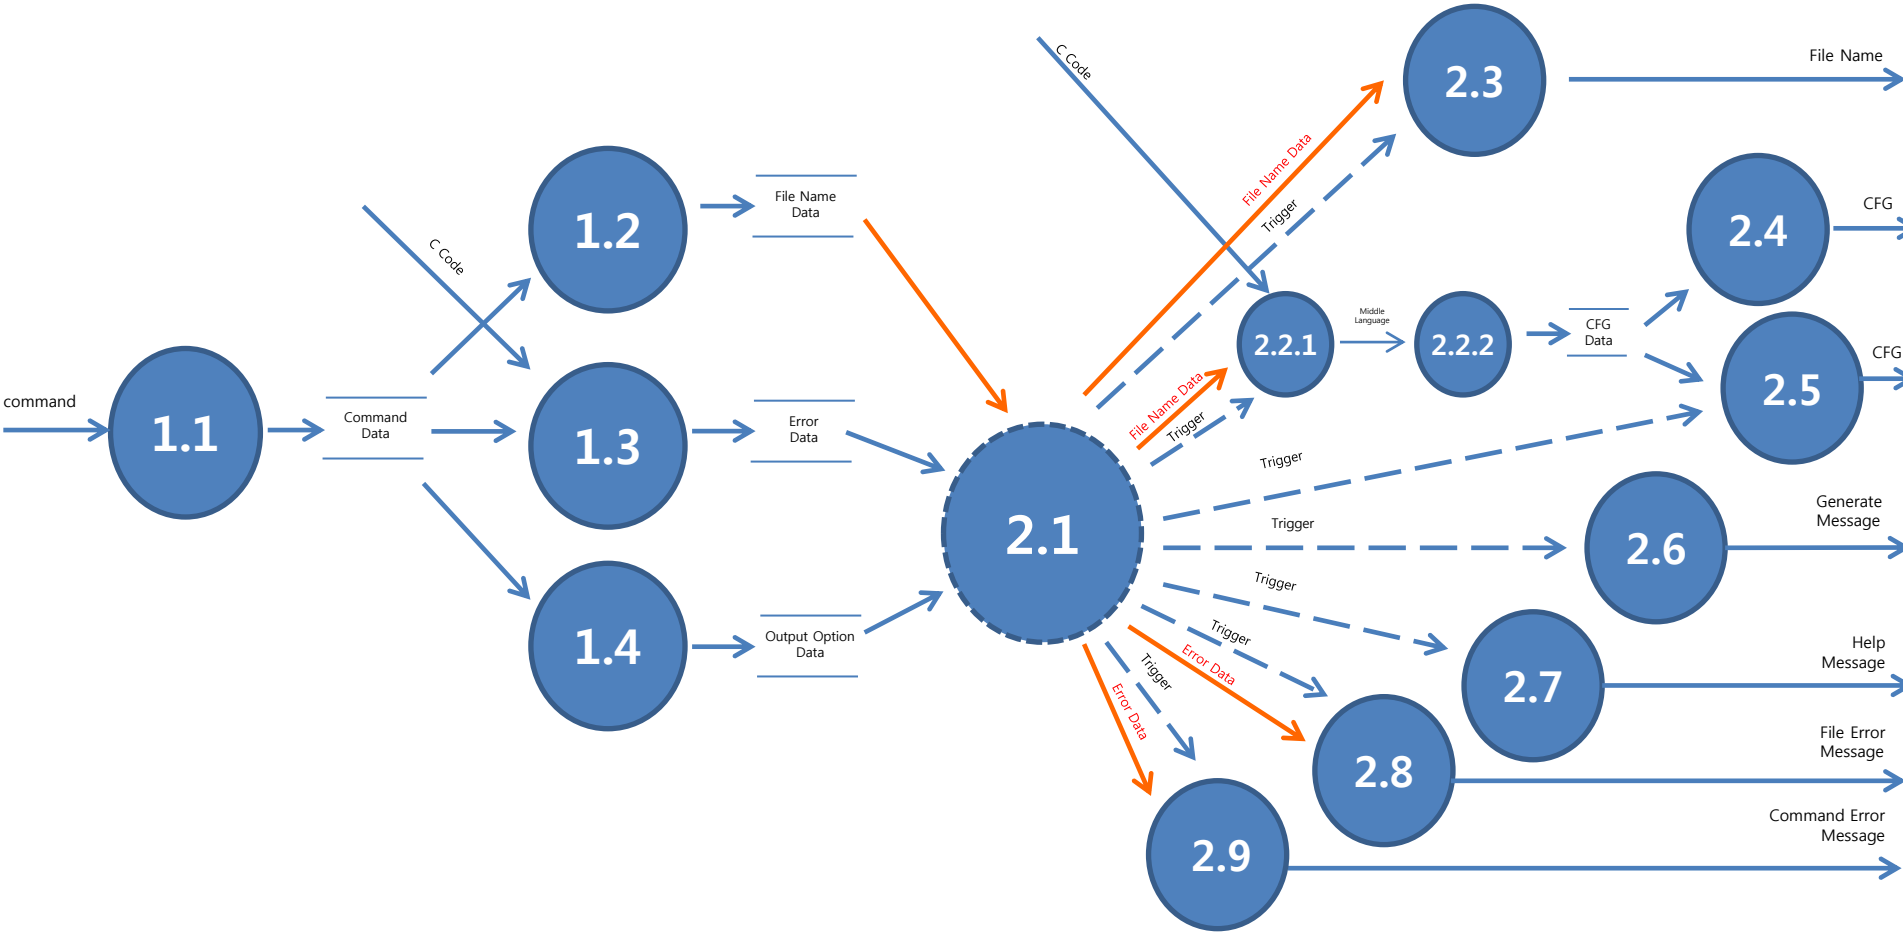 command
1.1
Command
Data
C Code
1.2
1.3
1.4
File Name
Data
Error
Data
Output Option
Data
2.1
C Code
File Name Data
Trigger
File Name Data
Trigger
Trigger
Trigger
Trigger
Trigger
Error Data
Trigger
Error Data
2.2.1
Middle
Language
2.2.2
CFG
Data
2.3
File Name
2.4
CFG
2.5
CFG
2.6
Generate
Message
2.7
Help
Message
2.8
File Error
Message
2.9
Command Error
Message